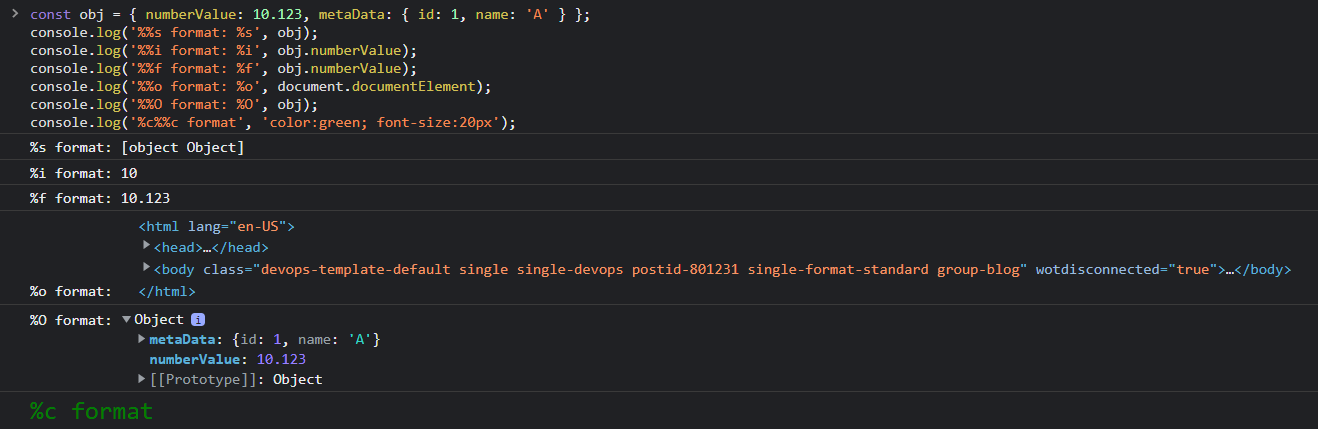 > const obj = { numberValue: 10.123, metaData: { id: 1, name: 'A' } };
console.log('%%s format: %s', obj);
console.log('%%i format: %i', obj.numberValue);
console.log('%%f format: %f', obj.numberValue);
console.log('%%o format: %o', document.documentElement);
console.log('%%O format: %O', obj);
console.log('%c%%c format', 'color:green; font-size:20px');
%s format: [object Object]
%i format: 10
%f format: 10.123
<html lang="en-US">
▶<head>…</head>
▶<body class="devops-template-default single single-devops postid-801231 single-format-standard group-blog" wotdisconnected="true">…</body>
%o format: </html>
%O format: ▼Object i
▶metaData: {id: 1, name: 'A'}
numberValue: 10.123
▶[[Prototype]]: Object
%c format